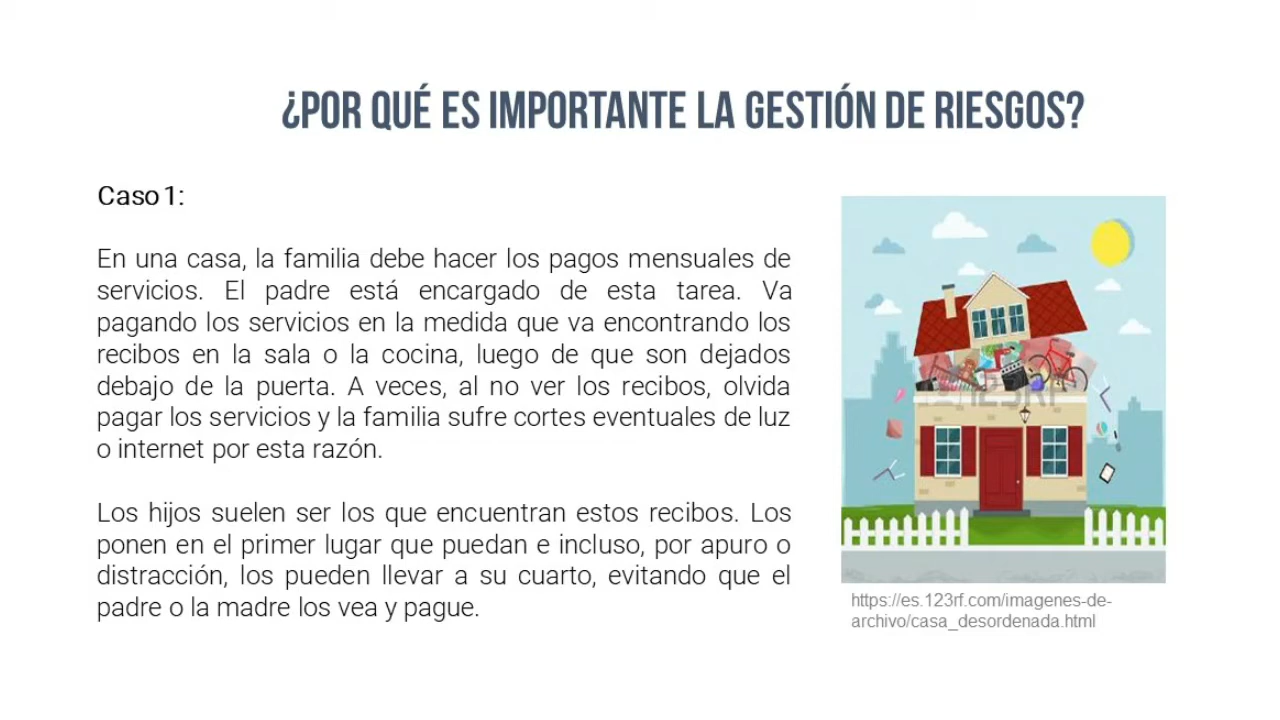 ¿POR QUÉ ES IMPORTANTE LA GESTIÓN DE RIESGOS?
Caso 1:
En una casa, la familia debe hacer los pagos mensuales de
servicios. El padre está encargado de esta tarea. Va
pagando los servicios en la medida que va encontrando los
recibos en la sala o la cocina, luego de que son dejados
debajo de la puerta. A veces, al no ver los recibos, olvida
pagar los servicios y la familia sufre cortes eventuales de luz
o internet por esta razón.
Los hijos suelen ser los que encuentran estos recibos. Los
ponen en el primer lugar que puedan e incluso, por apuro o
distracción, los pueden llevar a su cuarto, evitando que el
padre o la madre los vea y pague.
123RF
https://es.123rf.com/imagenes-de-
archivo/casa_desordenada.html